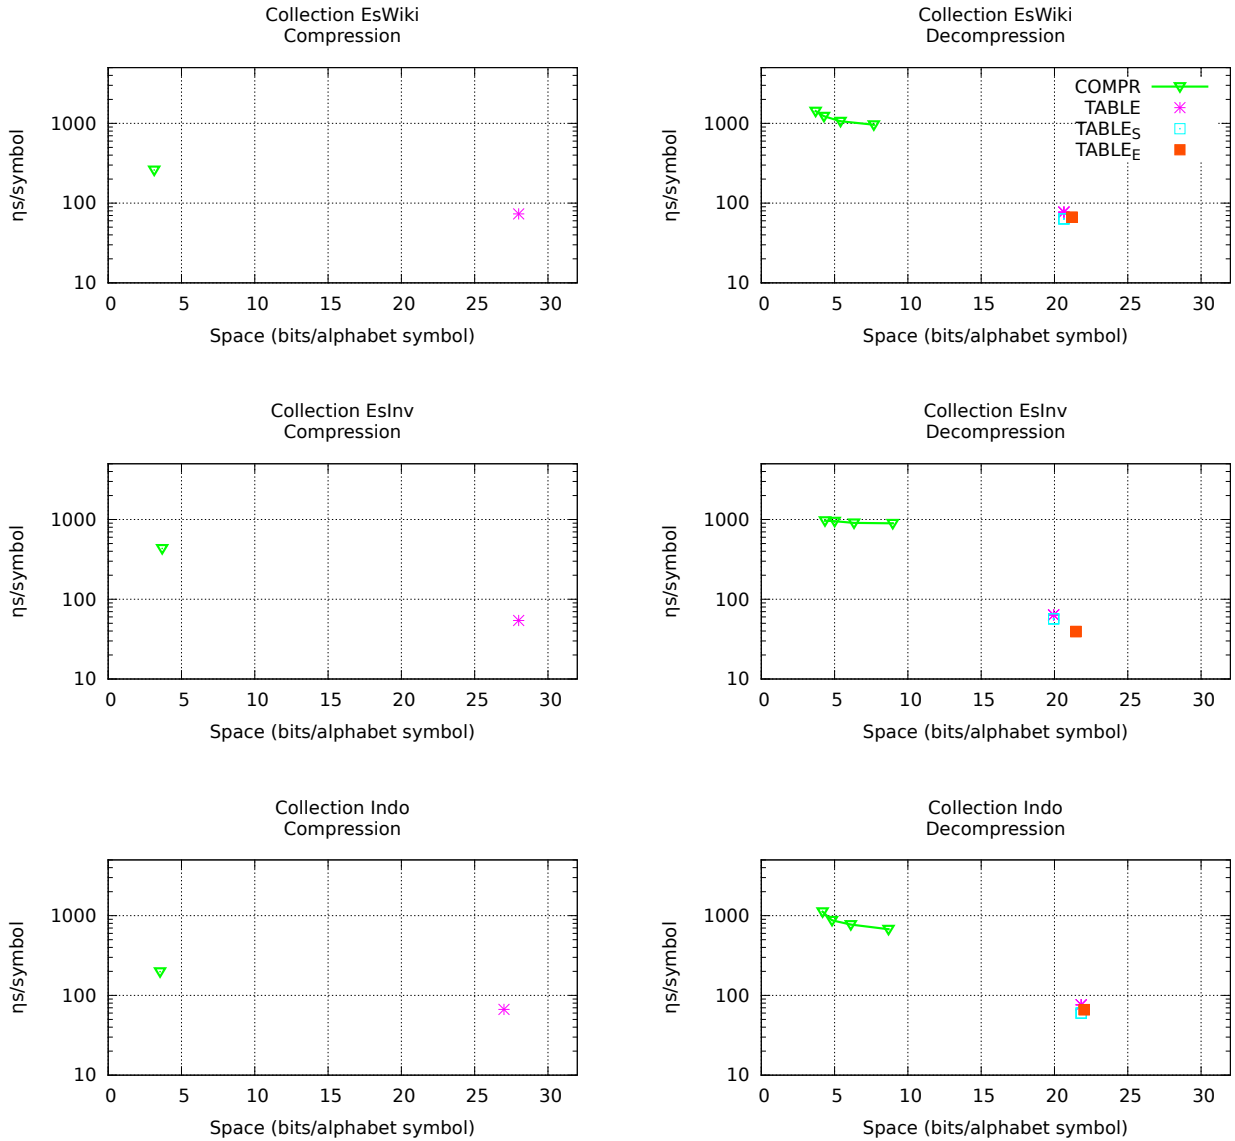 Collection EsWiki
Compression
ηs/symbol
1000
100
10
0 5 10 15 20 25 30
Space (bits/alphabet symbol)
Collection EsWiki
Decompression
COMPR
TABLE
TABLE_S
TABLE_E
ηs/symbol
1000
100
10
0 5 10 15 20 25 30
Space (bits/alphabet symbol)
Collection EsInv
Compression
ηs/symbol
1000
100
10
0 5 10 15 20 25 30
Space (bits/alphabet symbol)
Collection EsInv
Decompression
ηs/symbol
1000
100
10
0 5 10 15 20 25 30
Space (bits/alphabet symbol)
Collection Indo
Compression
ηs/symbol
1000
100
10
0 5 10 15 20 25 30
Space (bits/alphabet symbol)
Collection Indo
Decompression
ηs/symbol
1000
100
10
0 5 10 15 20 25 30
Space (bits/alphabet symbol)